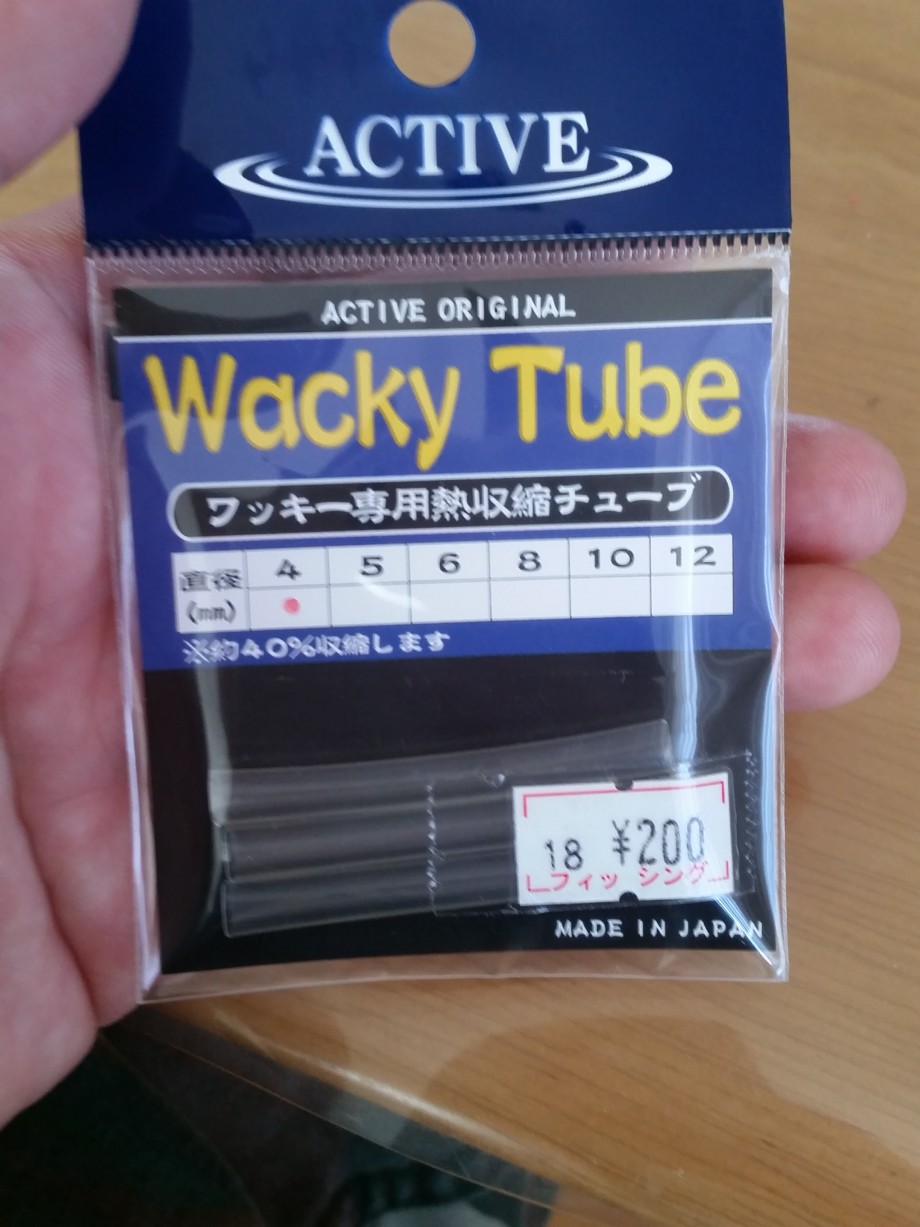 ACTIVE
ACTIVE ORIGINAL
Wacky Tube
ワッキー専用熱収縮チューブ
直径 4 5 6 8 10 12
(mm)
※約40%収縮します
18 ¥200
フィッシング
MADE IN JAPAN